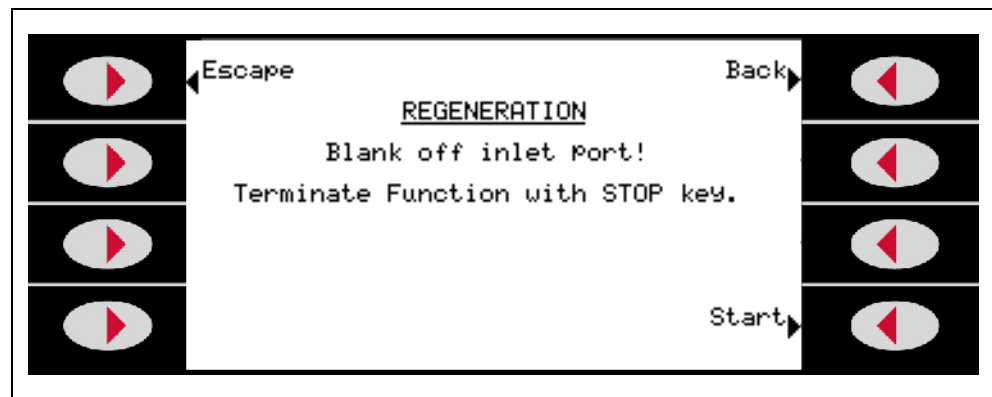 Escape Back
REGENERATION
Blank off inlet Port!
Terminate Function with STOP key.
Start